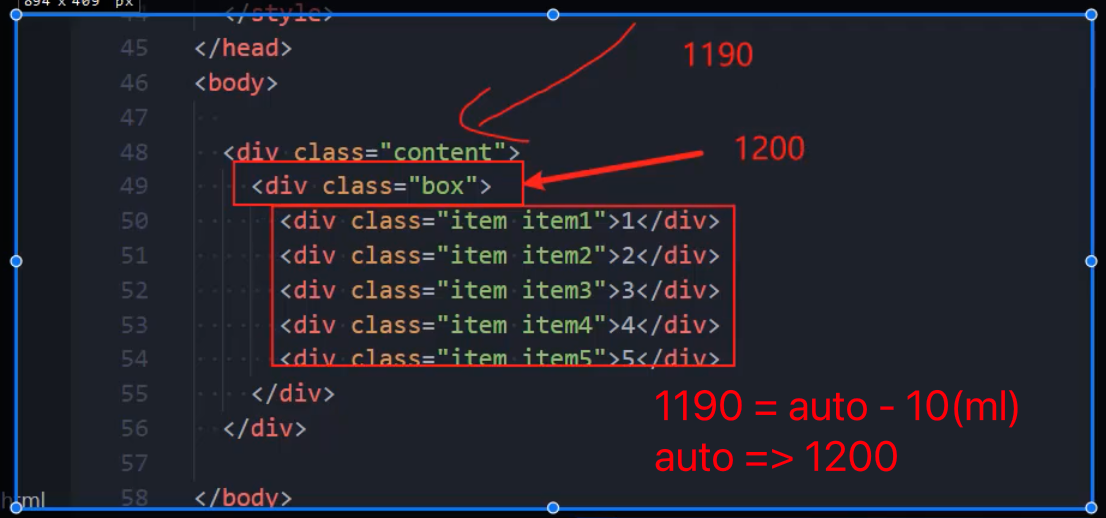 894 x 409 px
44 </style>
45 </head>
1190
46 <body>
47
48 <div class="content">
1200
49 <div class="box">
50 <div class="item item1">1</div>
51 <div class="item item2">2</div>
52 <div class="item item3">3</div>
53 <div class="item item4">4</div>
54 <div class="item item5">5</div>
55 </div>
1190 = auto - 10(ml)
56 </div>
auto => 1200
57
html
58 </body>